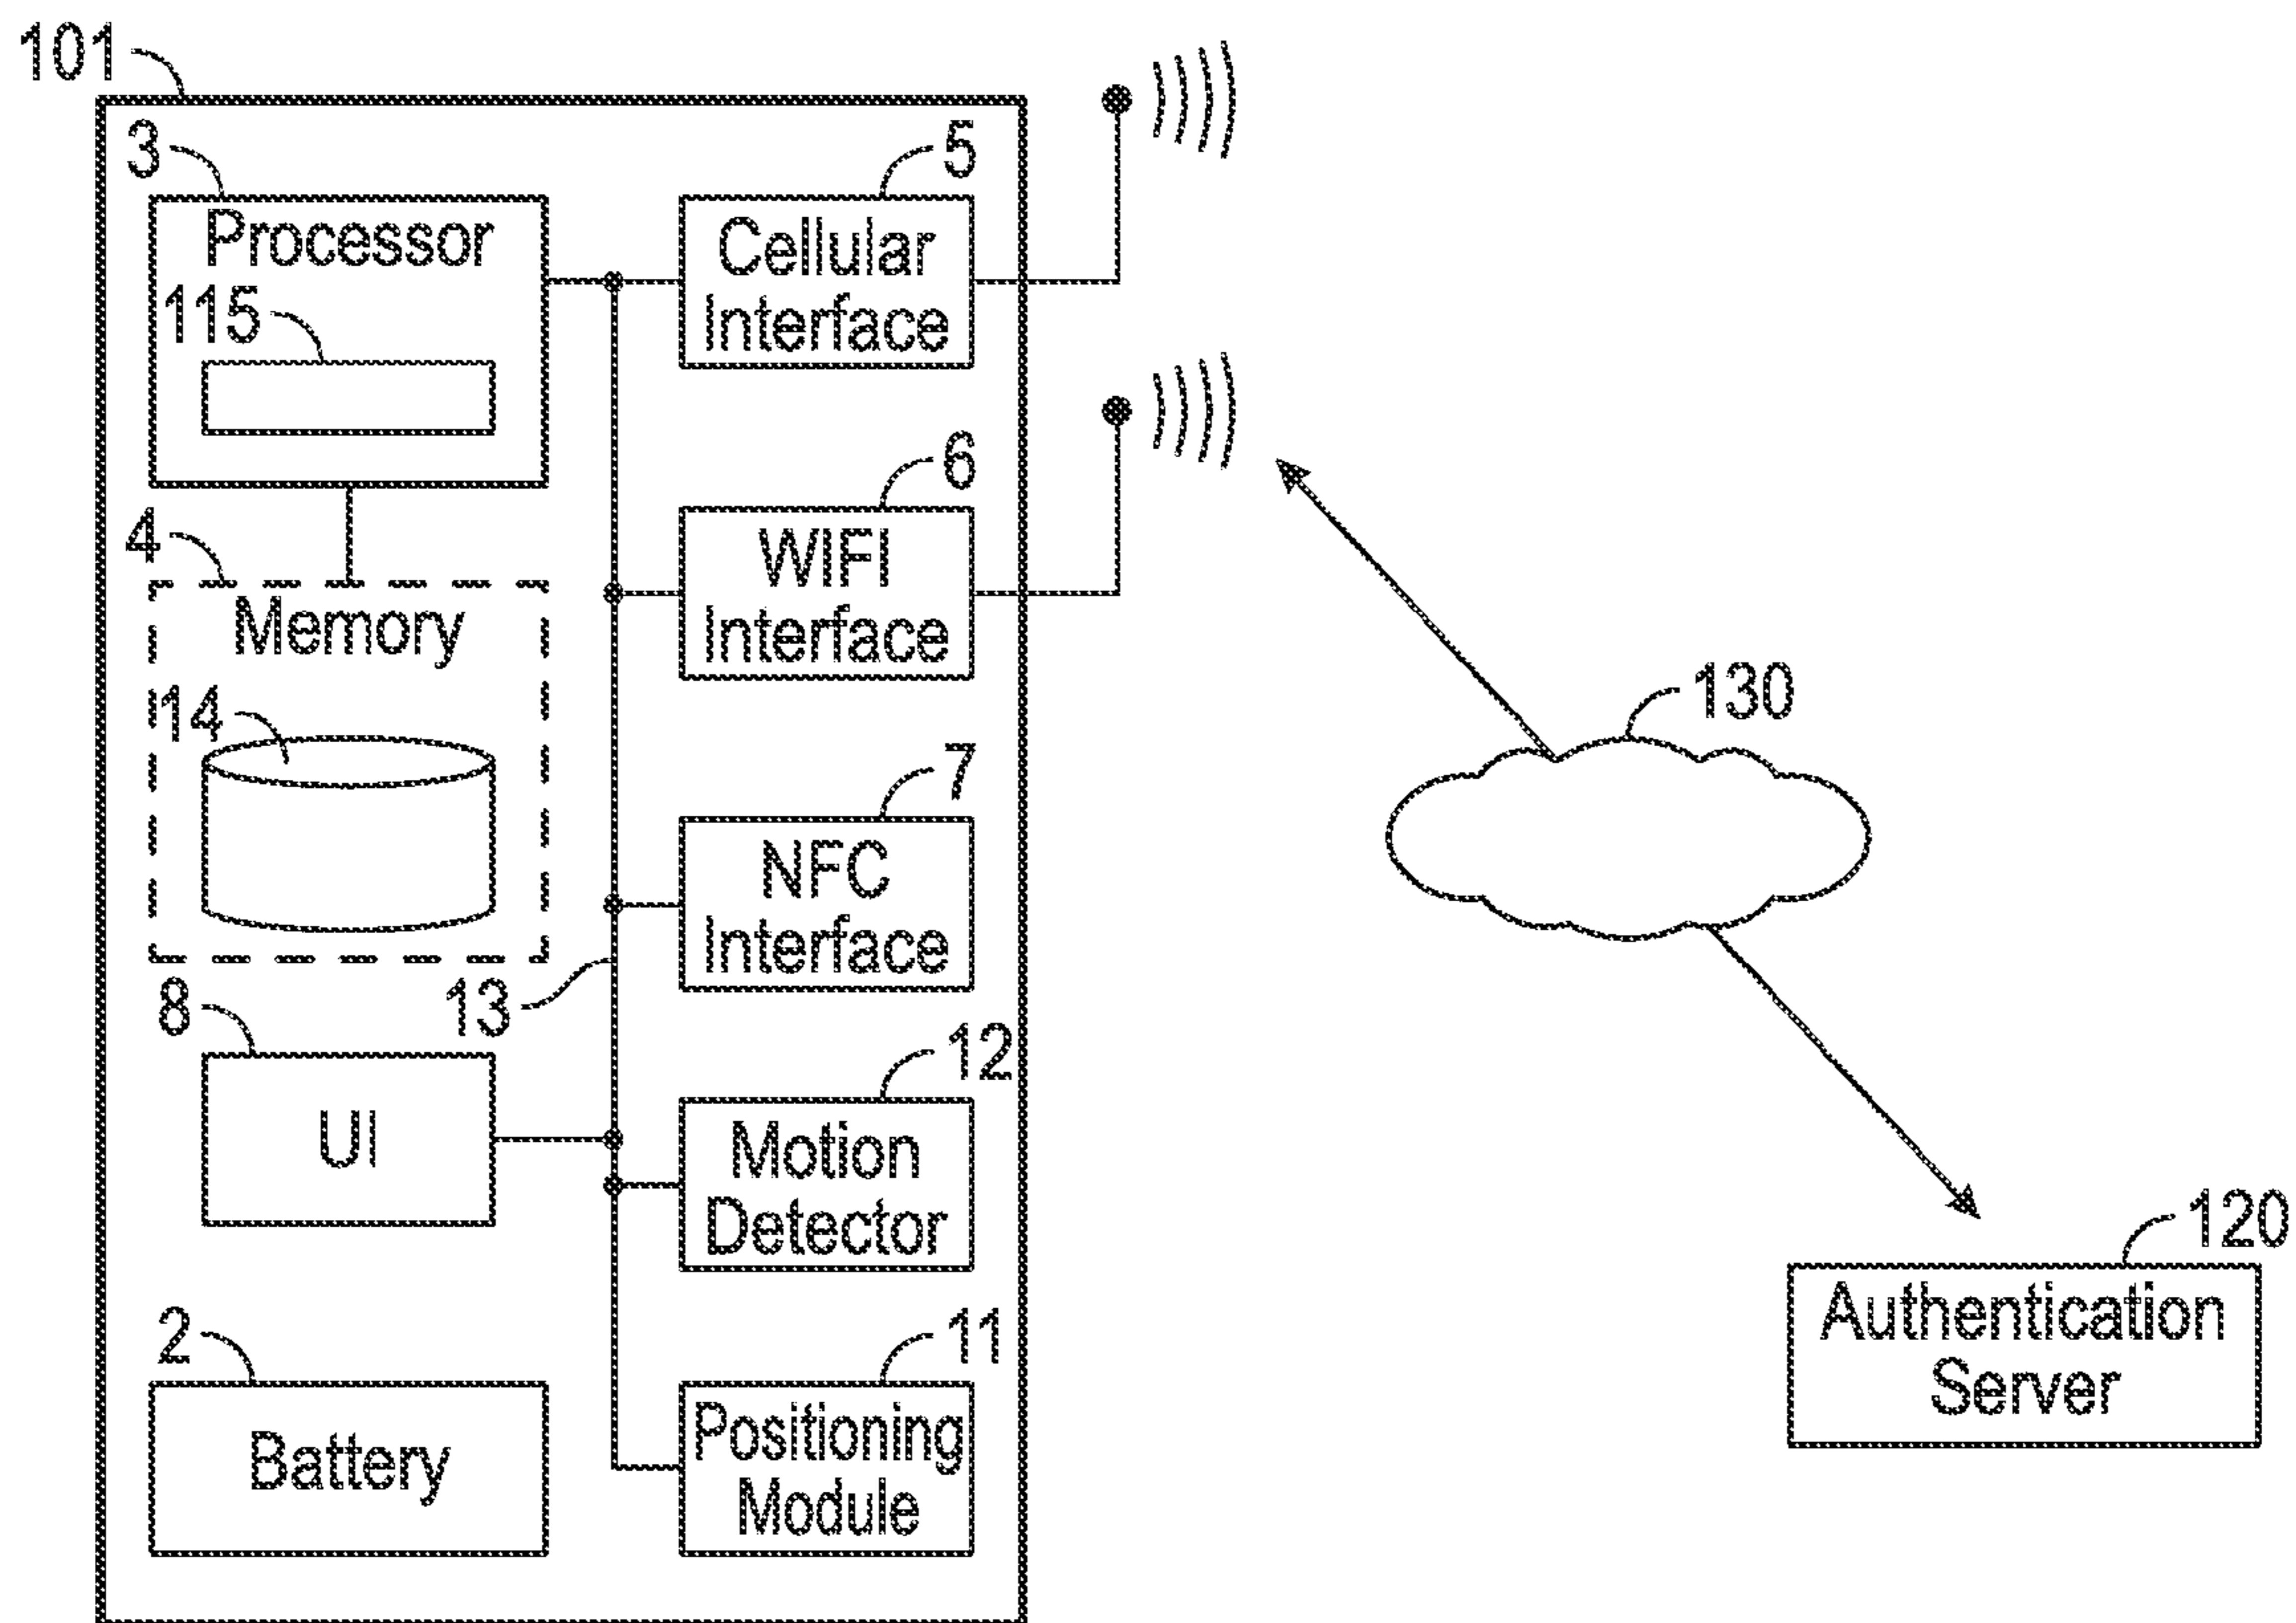 101
3
Processor
115
5
Cellular
Interface
4
Memory
14
6
WIFI
Interface
130
7
NFC
Interface
13
8
UI
12
Motion
Detector
120
Authentication
Server
2
Battery
11
Positioning
Module